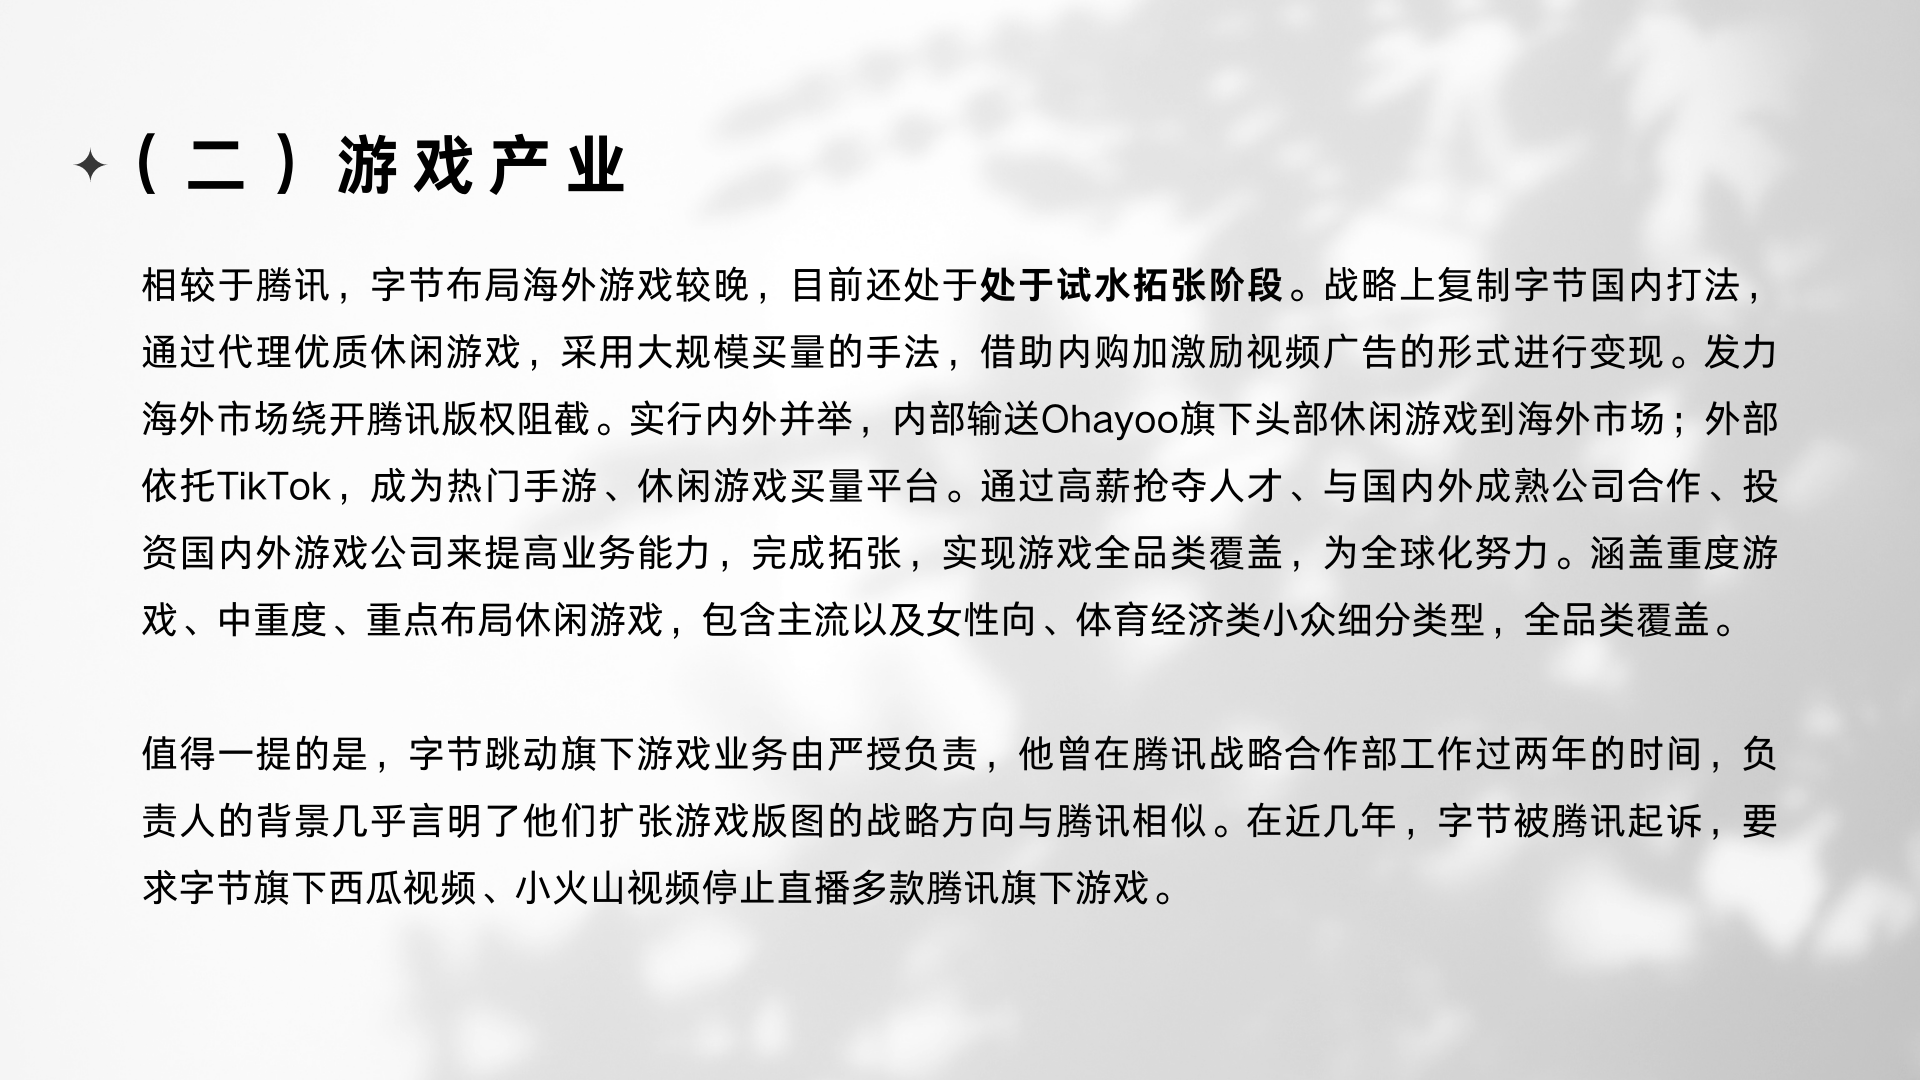 （二）游戏产业
相较于腾讯，字节布局海外游戏较晚，目前还处于处于试水拓张阶段。战略上复制字节国内打法，
通过代理优质休闲游戏，采用大规模买量的手法，借助内购加激励视频广告的形式进行变现。发力
海外市场绕开腾讯版权阻截。实行内外并举，内部输送Ohayoo旗下头部休闲游戏到海外市场；外部
依托TikTok，成为热门手游、休闲游戏买量平台。通过高薪抢夺人才、与国内外成熟公司合作、投
资国内外游戏公司来提高业务能力，完成拓张，实现游戏全品类覆盖，为全球化努力。涵盖重度游
戏、中重度、重点布局休闲游戏，包含主流以及女性向、体育经济类小众细分类型，全品类覆盖。
值得一提的是，字节跳动旗下游戏业务由严授负责，他曾在腾讯战略合作部工作过两年的时间，负
责人的背景几乎言明了他们扩张游戏版图的战略方向与腾讯相似。在近几年，字节被腾讯起诉，要
求字节旗下西瓜视频、小火山视频停止直播多款腾讯旗下游戏。